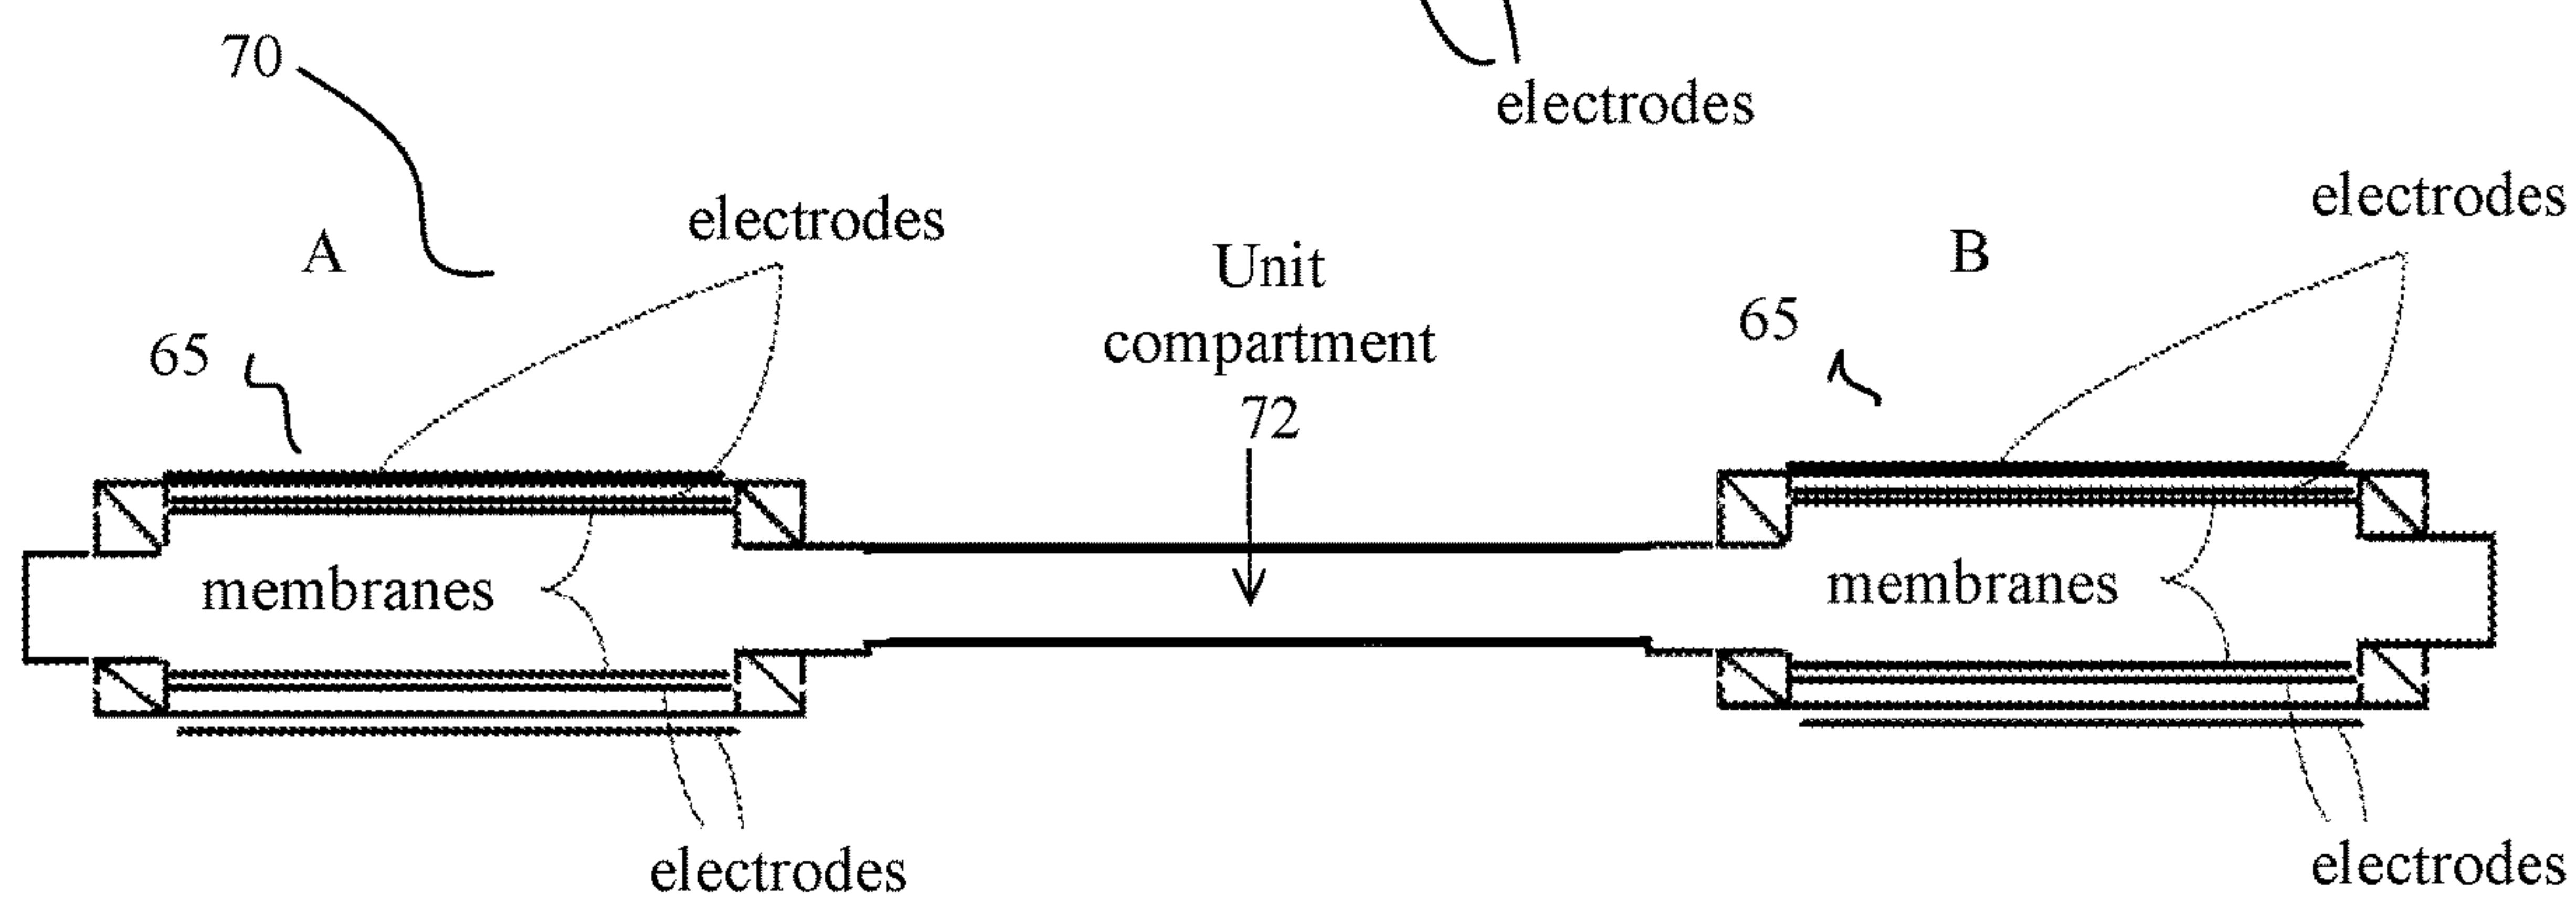 70
electrodes
electrodes
electrodes
A
Unit
compartment
72
B
65
65
membranes
membranes
electrodes
electrodes